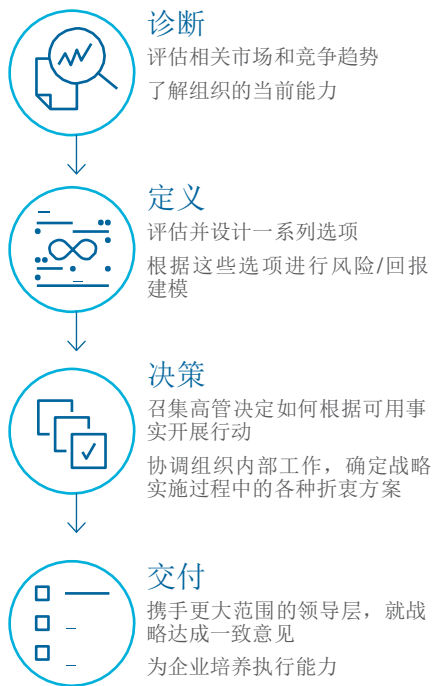 诊断
评估相关市场和竞争趋势
了解组织的当前能力
定义
评估并设计一系列选项
根据这些选项进行风险/回报
建模
决策
召集高管决定如何根据可用事
实开展行动
协调组织内部工作，确定战略
实施过程中的各种折衷方案
交付
携手更大范围的领导层，就战
略达成一致意见
为企业培养执行能力